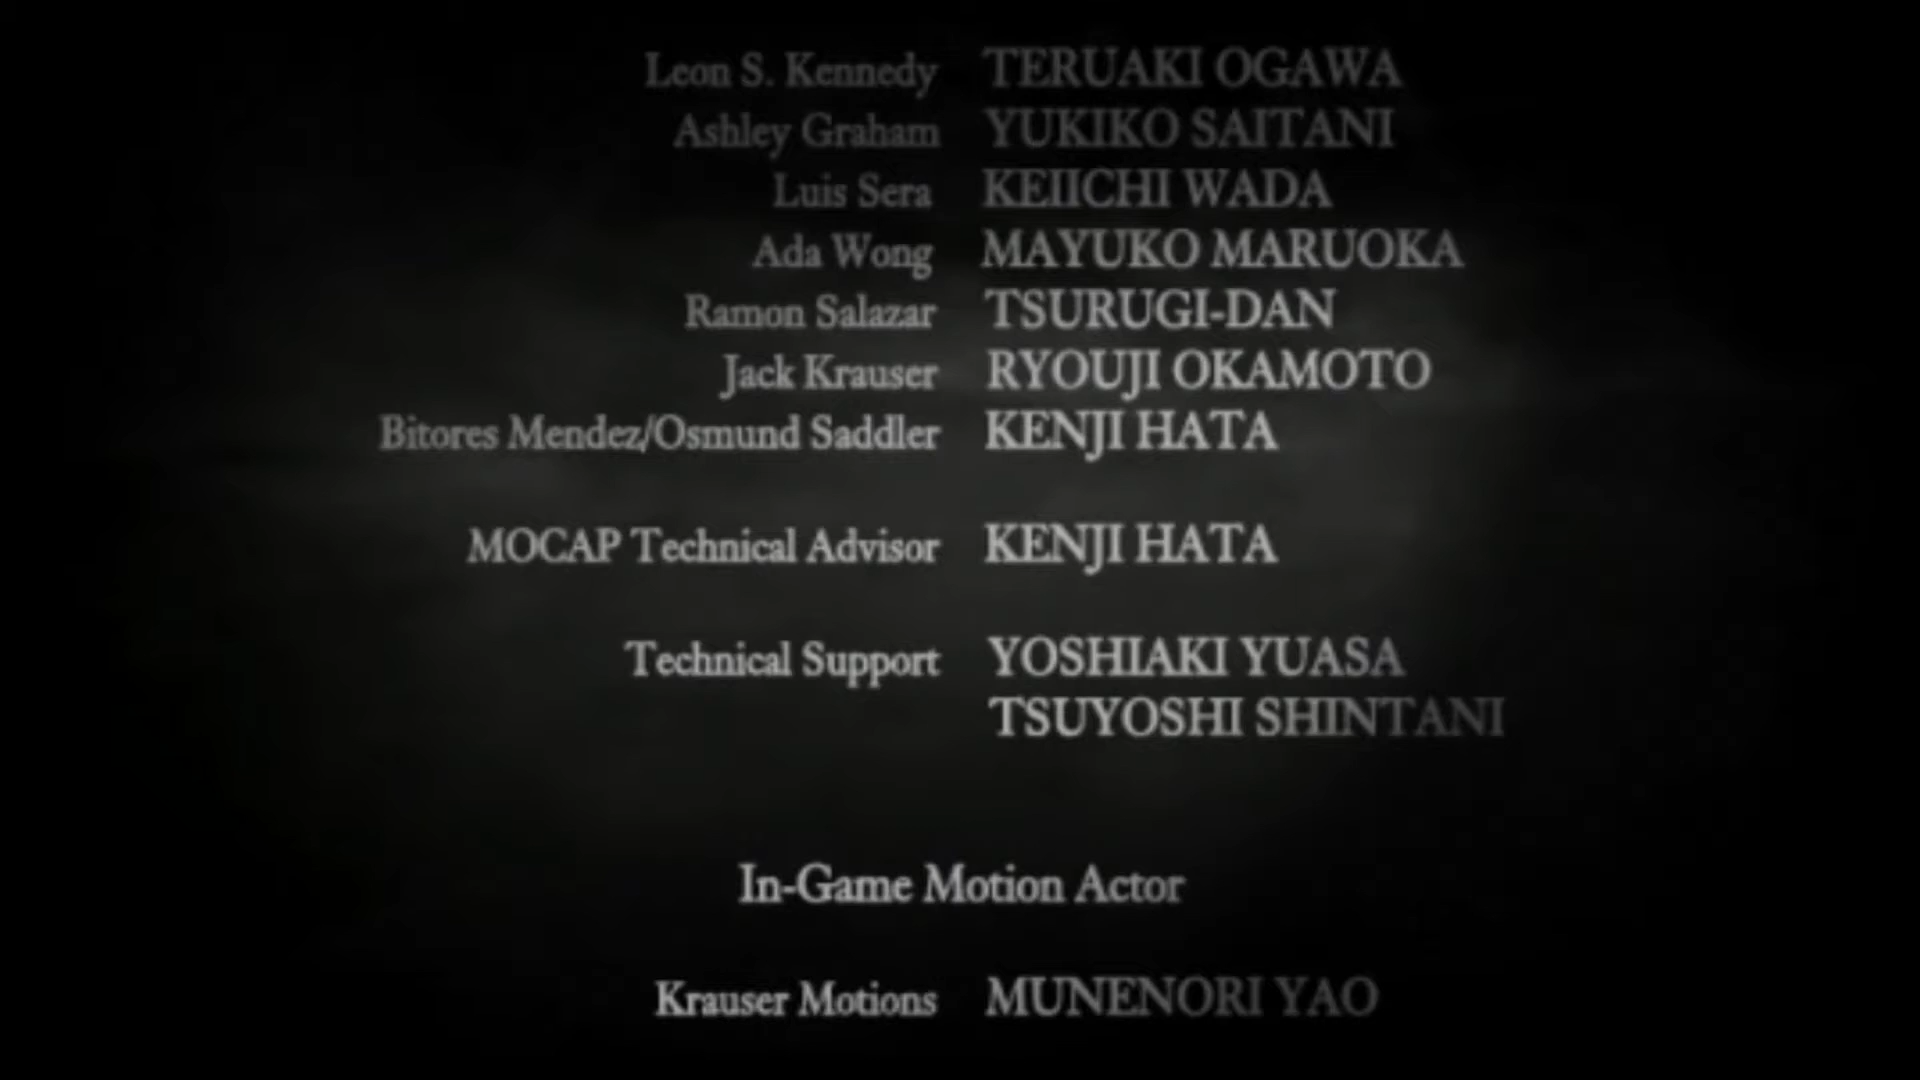 Leon S. Kennedy TERUAKI OGAWA
Ashley Graham YUKIKO SAITANI
Luis Sera KEIICHI WADA
Ada Wong MAYUKO MARUOKA
Ramon Salazar TSURUGI-DAN
Jack Krauser RYOUJI OKAMOTO
Bitores Mendez/Osmund Saddler KENJI HATA
MOCAP Technical Advisor KENJI HATA
Technical Support YOSHIAKI YUASA
TSUYOSHI SHINTANI
In-Game Motion Actor
Krauser Motions MUNENORI YAO